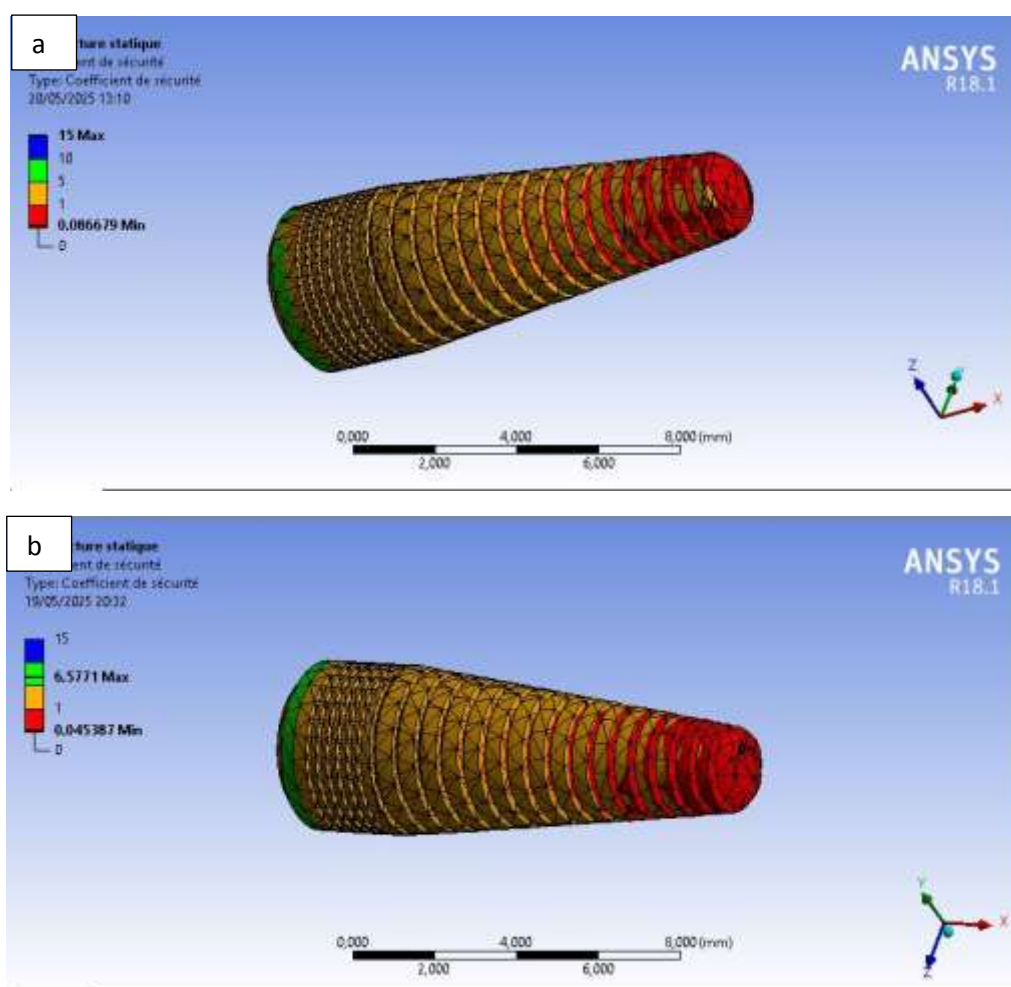 a
ture statique
ent de sécurité
Type: Coefficient de sécurité
20/05/2025 13:10
15 Max
10
5
1
0.086679 Min
0
ANSYS
R18.1
Z
X
0,000 4,000 8,000 (mm)
2,000 6,000
b
ture statique
ent de sécurité
Type: Coefficient de sécurité
19/05/2025 20:32
15
6.5771 Max
1
0.045387 Min
0
ANSYS
R18.1
Y
X
Z
0,000 4,000 8,000 (mm)
2,000 6,000